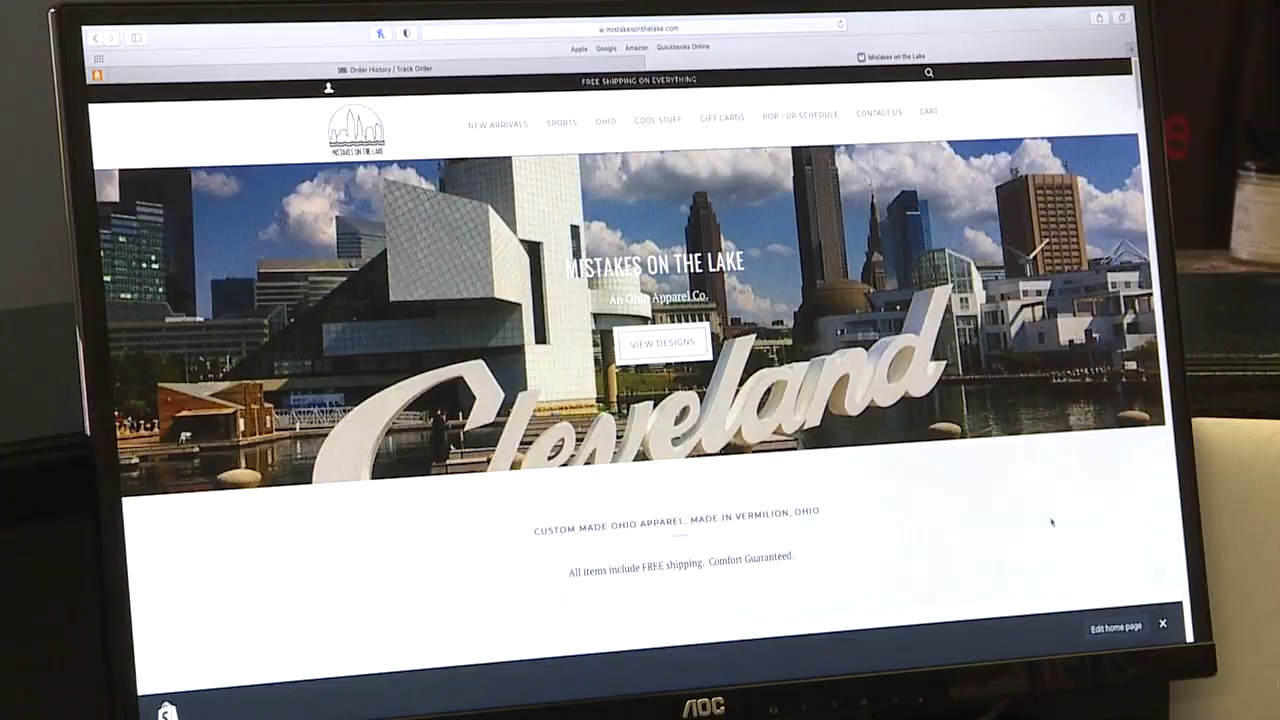 mistakesonthelake.com
Apple Google Amazon Quickbooks Online
Order History / Track Order
Mistakes on the Lake
FREE SHIPPING ON EVERYTHING
MISTAKES ON THE LAKE
NEW ARRIVALS SPORTS OHIO COOL STUFF GIFT CARDS POP - UP SCHEDULE CONTACT US CART
MISTAKES ON THE LAKE
An Ohio Apparel Co.
VIEW DESIGNS
Cleveland
CUSTOM MADE OHIO APPAREL. MADE IN VERMILION, OHIO
All items include FREE shipping. Comfort Guaranteed.
Edit home page
AOC